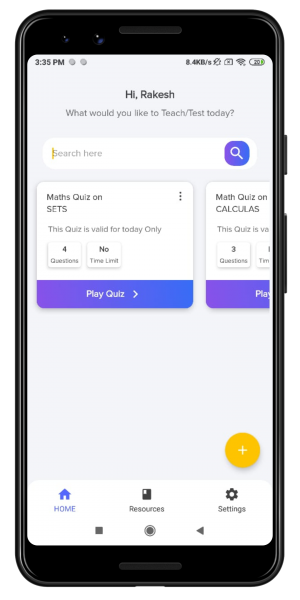 3:35 PM
8.4KB/s
20
Hi, Rakesh
What would you like to Teach/Test today?
Search here
Maths Quiz on
SETS
This Quiz is valid for today Only
4
Questions
No
Time Limit
Play Quiz
Math Quiz on
CALCULAS
This Quiz is va
3
Questions
Tim
Play
HOME
Resources
Settings